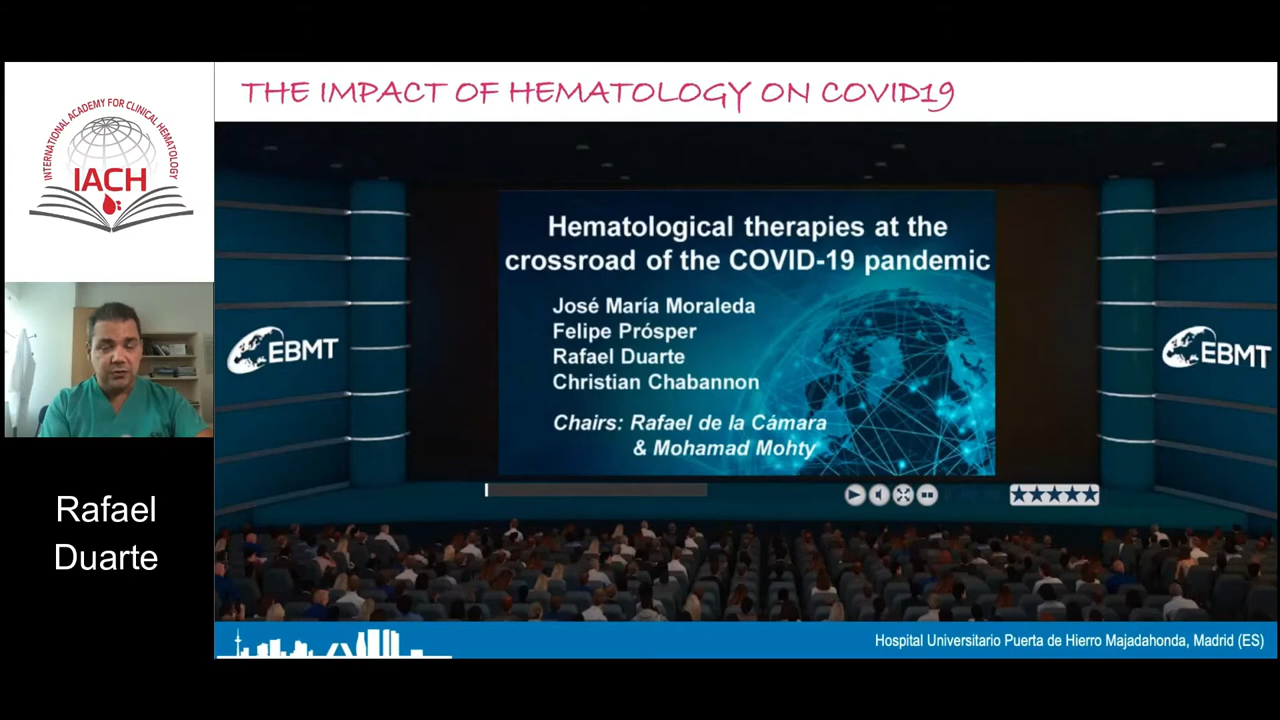 THE IMPACT OF HEMATOLOGY ON COVID19
INTERNATIONAL ACADEMY FOR CLINICAL HEMATOLOGY
IACH
Hematological therapies at the
crossroad of the COVID-19 pandemic
José María Moraleda
Felipe Prósper
Rafael Duarte
Christian Chabannon
Chairs: Rafael de la Cámara
& Mohamad Mohty
EBMT
EBMT
Rafael
Duarte
Hospital Universitario Puerta de Hierro Majadahonda, Madrid (ES)